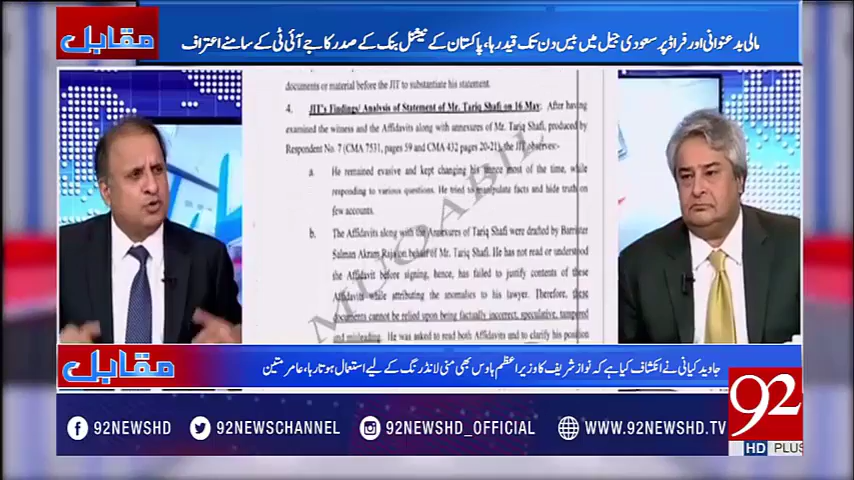 مقابل
مالی بدعنوانی اور فراڈ پر سعودی جیل میں بیس دن تک قید رہا، پاکستان کے نیشنل بنک کے صدر کا جے آئی ٹی کے سامنے اعتراف
documents or material before the JIT to substantiate his statement.
4. JIT's Findings/ Analysis of Statement of Mr. Tariq Shafi on 16 May: After having
examined the witness and the Affidavits along with annexures of Mr. Tariq Shafi, produced by
Respondent No. 7 (CMA 7531, pages 59 and CMA 432 pages 20-21), the JIT observes:-
a. He remained evasive and kept changing his stance most of the time, while
responding to various questions. He tried to manipulate facts and hide truth on
few accounts.
b. The Affidavits along with the Annexures of Tariq Shafi were drafted by Barrister
Salman Akram Raja on behalf of Mr. Tariq Shafi. He has not read or understood
the Affidavit before signing, hence, has failed to justify contents of these
Affidavits while attributing the anomalies to his lawyer. Therefore, these
documents cannot be relied upon being factually incorrect, speculative, tampered
and misleading. He was asked to read both Affidavits and to clarify his position
MUQABIL
مقابل
جاوید کیانی نے انکشاف کیا ہے کہ نواز شریف کا وزیر اعظم ہاوس بھی منی لانڈرنگ کے لیے استعمال ہوتا رہا، عامر متین
92NEWSHD
92NEWSCHANNEL
92NEWSHD_OFFICIAL
WWW.92NEWSHD.TV
92
HD PLUS